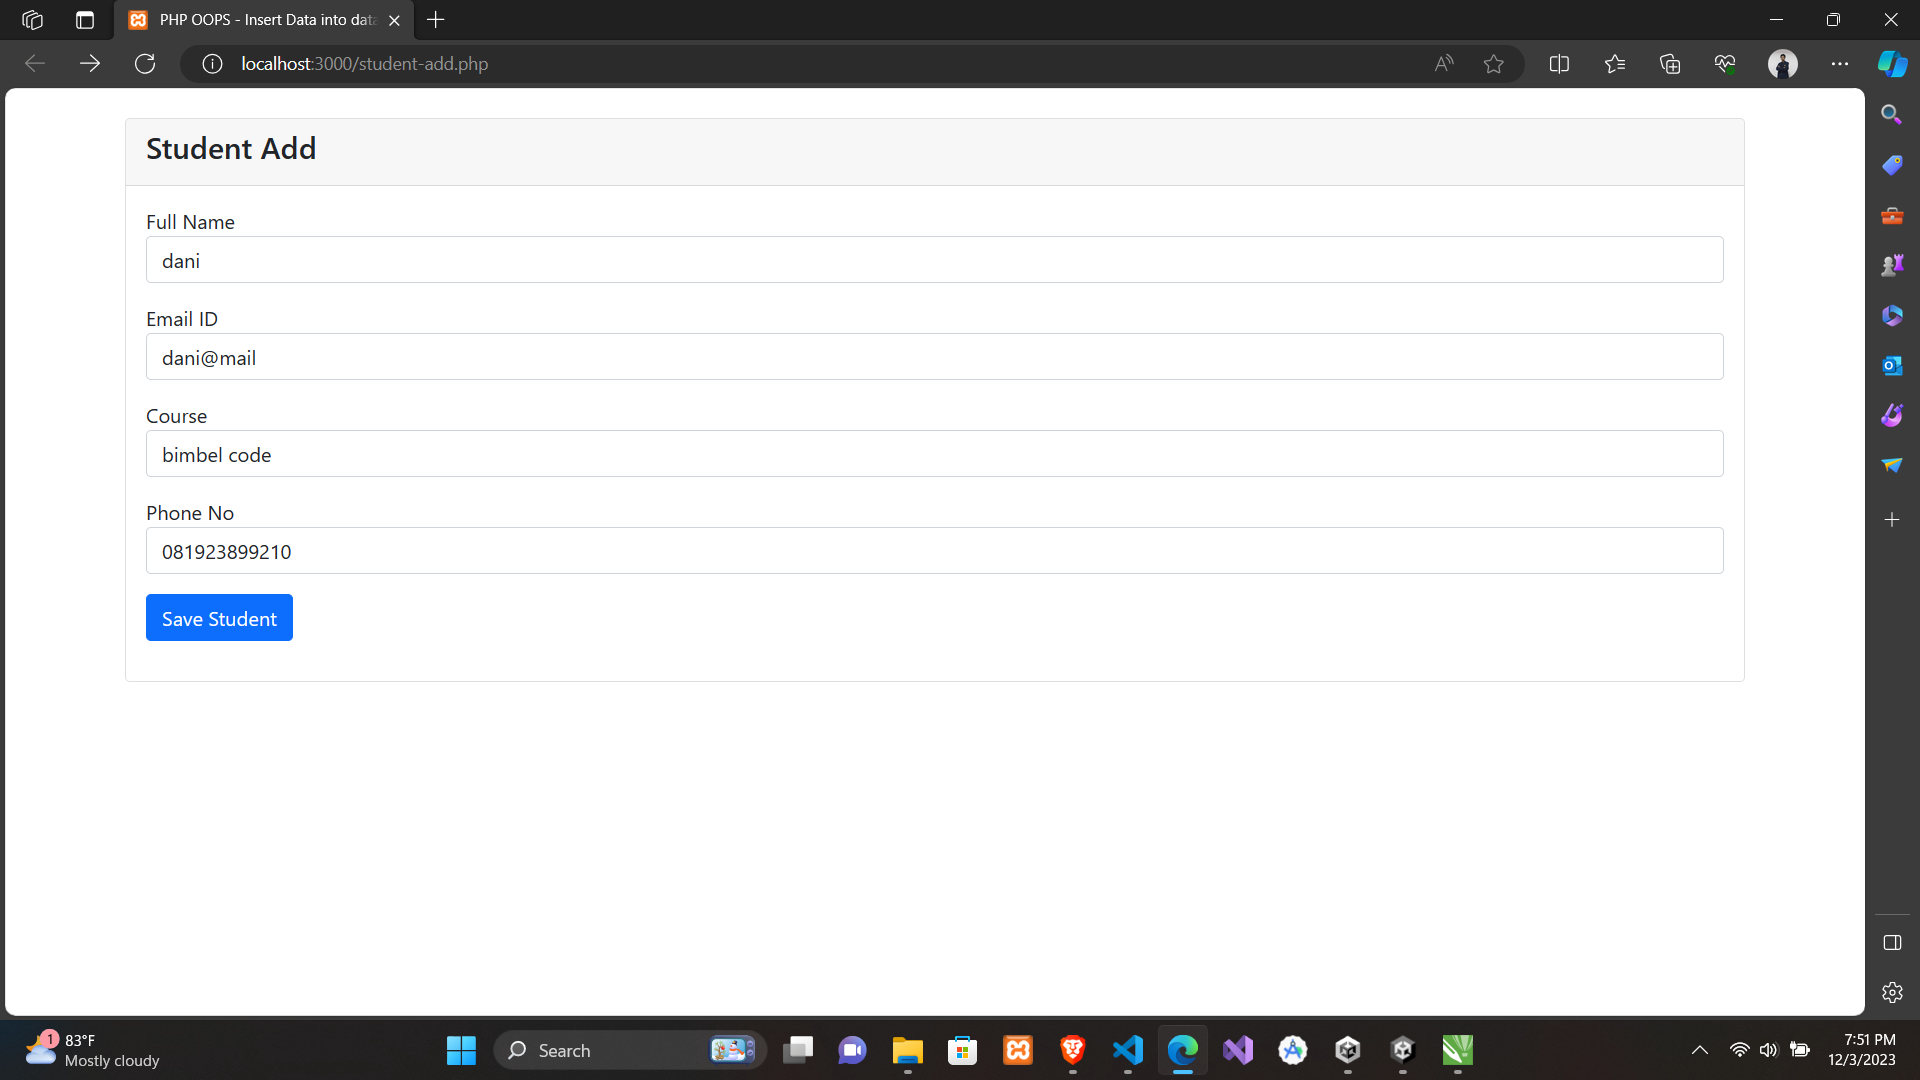 PHP OOPS - Insert Data into data
localhost:3000/student-add.php
Student Add
Full Name
dani
Email ID
dani@mail
Course
bimbel code
Phone No
081923899210
Save Student
1
83°F
Mostly cloudy
Search
7:51 PM
12/3/2023